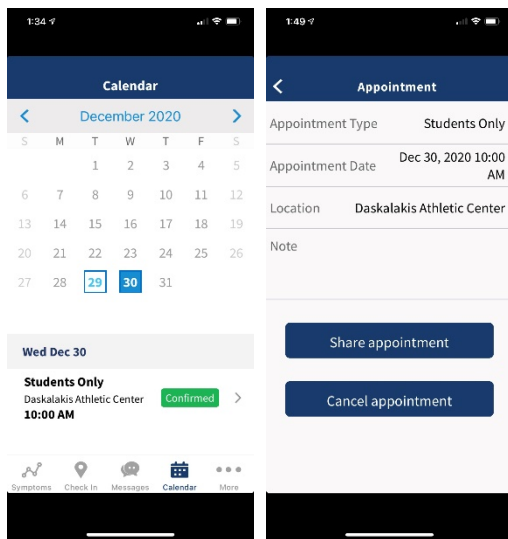 1:34
Calendar
December 2020
S M T W T F S
1 2 3 4 5
6 7 8 9 10 11 12
13 14 15 16 17 18 19
20 21 22 23 24 25 26
27 28 29 30 31
Wed Dec 30
Students Only
Daskalakis Athletic Center
10:00 AM
Confirmed
Symptoms Check In Messages Calendar More
1:49
Appointment
Appointment Type Students Only
Appointment Date Dec 30, 2020 10:00
AM
Location Daskalakis Athletic Center
Note
Share appointment
Cancel appointment